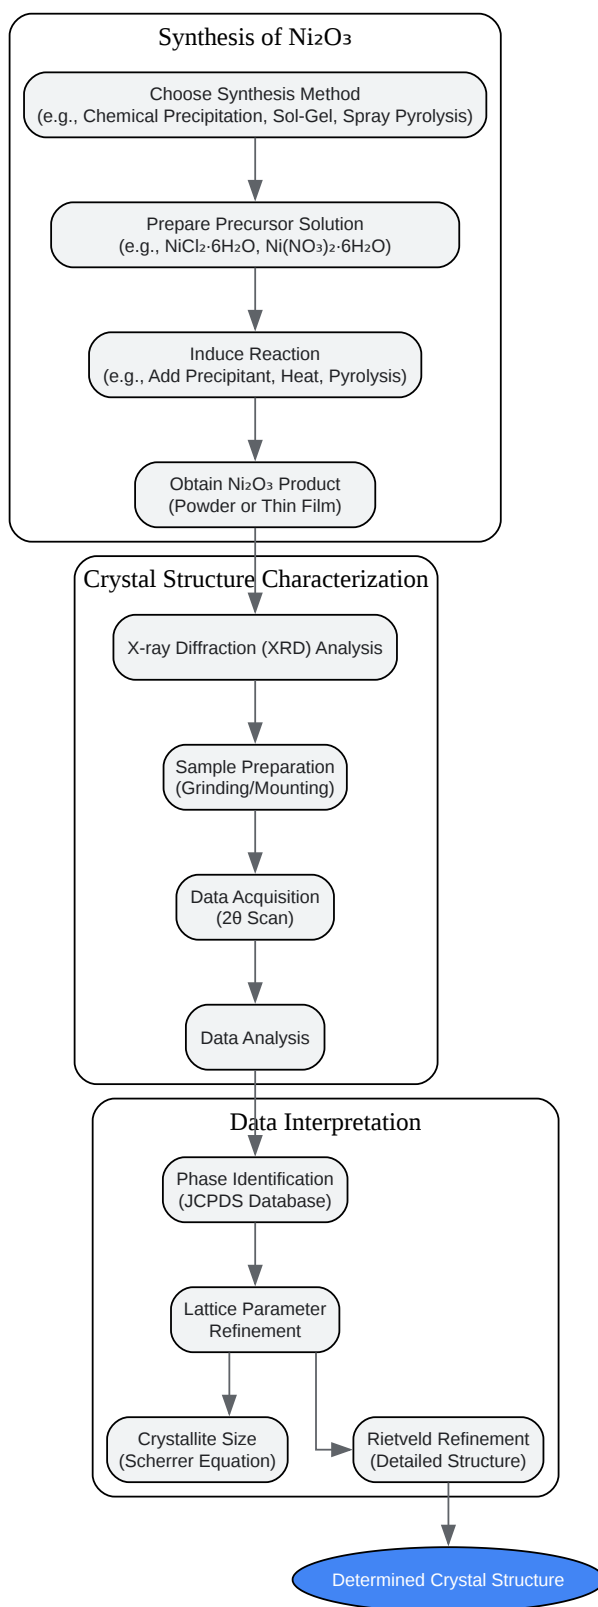 Synthesis of Ni₂O₃
Choose Synthesis Method
(e.g., Chemical Precipitation, Sol-Gel, Spray Pyrolysis)
Prepare Precursor Solution
(e.g., NiCl₂·6H₂O, Ni(NO₃)₂·6H₂O)
Induce Reaction
(e.g., Add Precipitant, Heat, Pyrolysis)
Obtain Ni₂O₃ Product
(Powder or Thin Film)
Crystal Structure Characterization
X-ray Diffraction (XRD) Analysis
Sample Preparation
(Grinding/Mounting)
Data Acquisition
(2θ Scan)
Data Analysis
Data Interpretation
Phase Identification
(JCPDS Database)
Lattice Parameter
Refinement
Crystallite Size
(Scherrer Equation)
Rietveld Refinement
(Detailed Structure)
Determined Crystal Structure